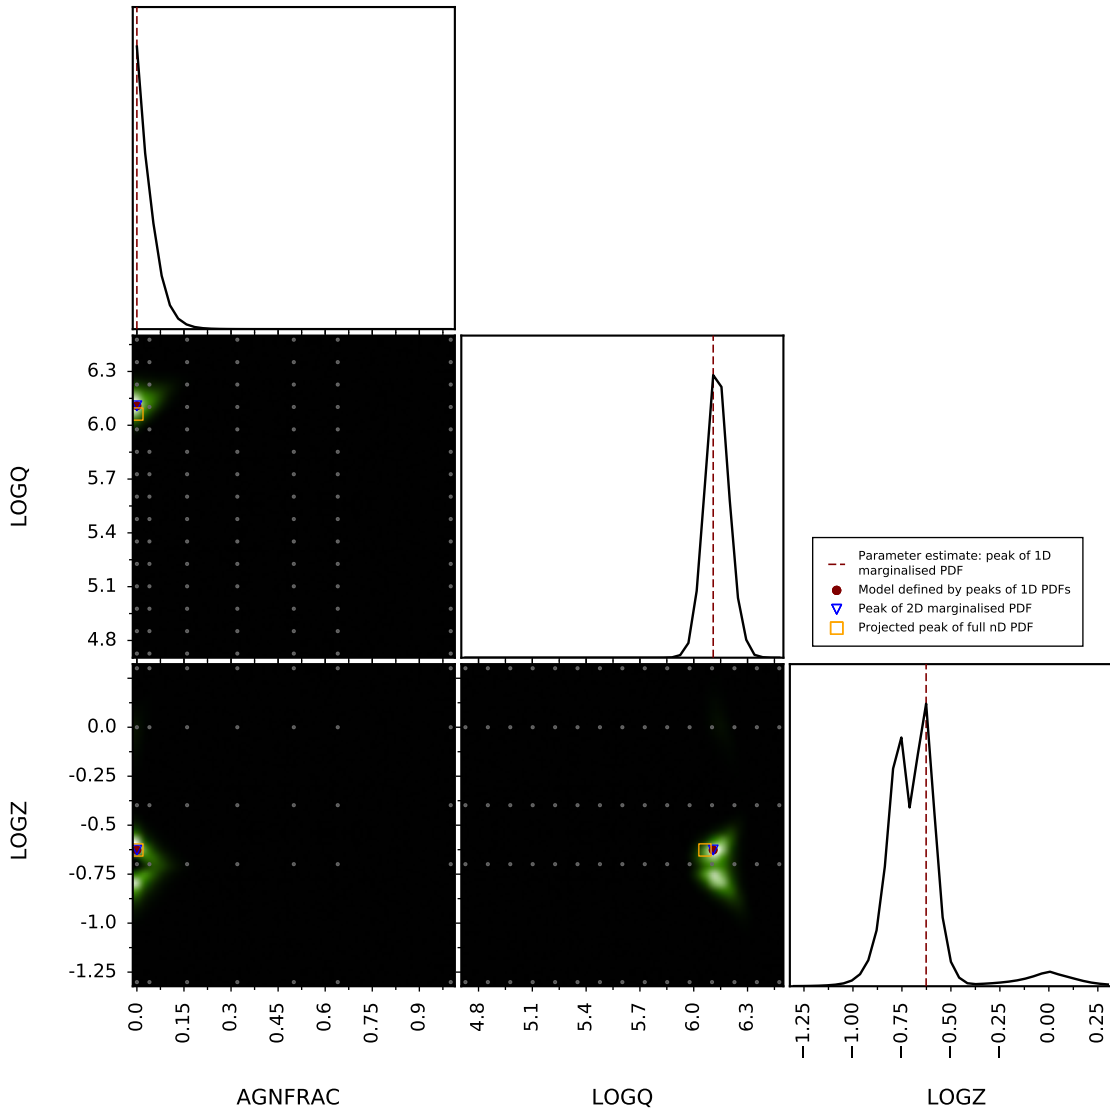 6.3
6.0
5.7
5.4
5.1
4.8
LOGQ
Parameter estimate: peak of 1D
marginalised PDF
Model defined by peaks of 1D PDFs
Peak of 2D marginalised PDF
Projected peak of full nD PDF
0.0
-0.25
-0.5
-0.75
-1.0
-1.25
LOGZ
0.0 0.15 0.3 0.45 0.6 0.75 0.9
4.8 5.1 5.4 5.7 6.0 6.3
−1.25 −1.00 −0.75 −0.50 −0.25 0.00 0.25
AGNFRAC LOGQ LOGZ